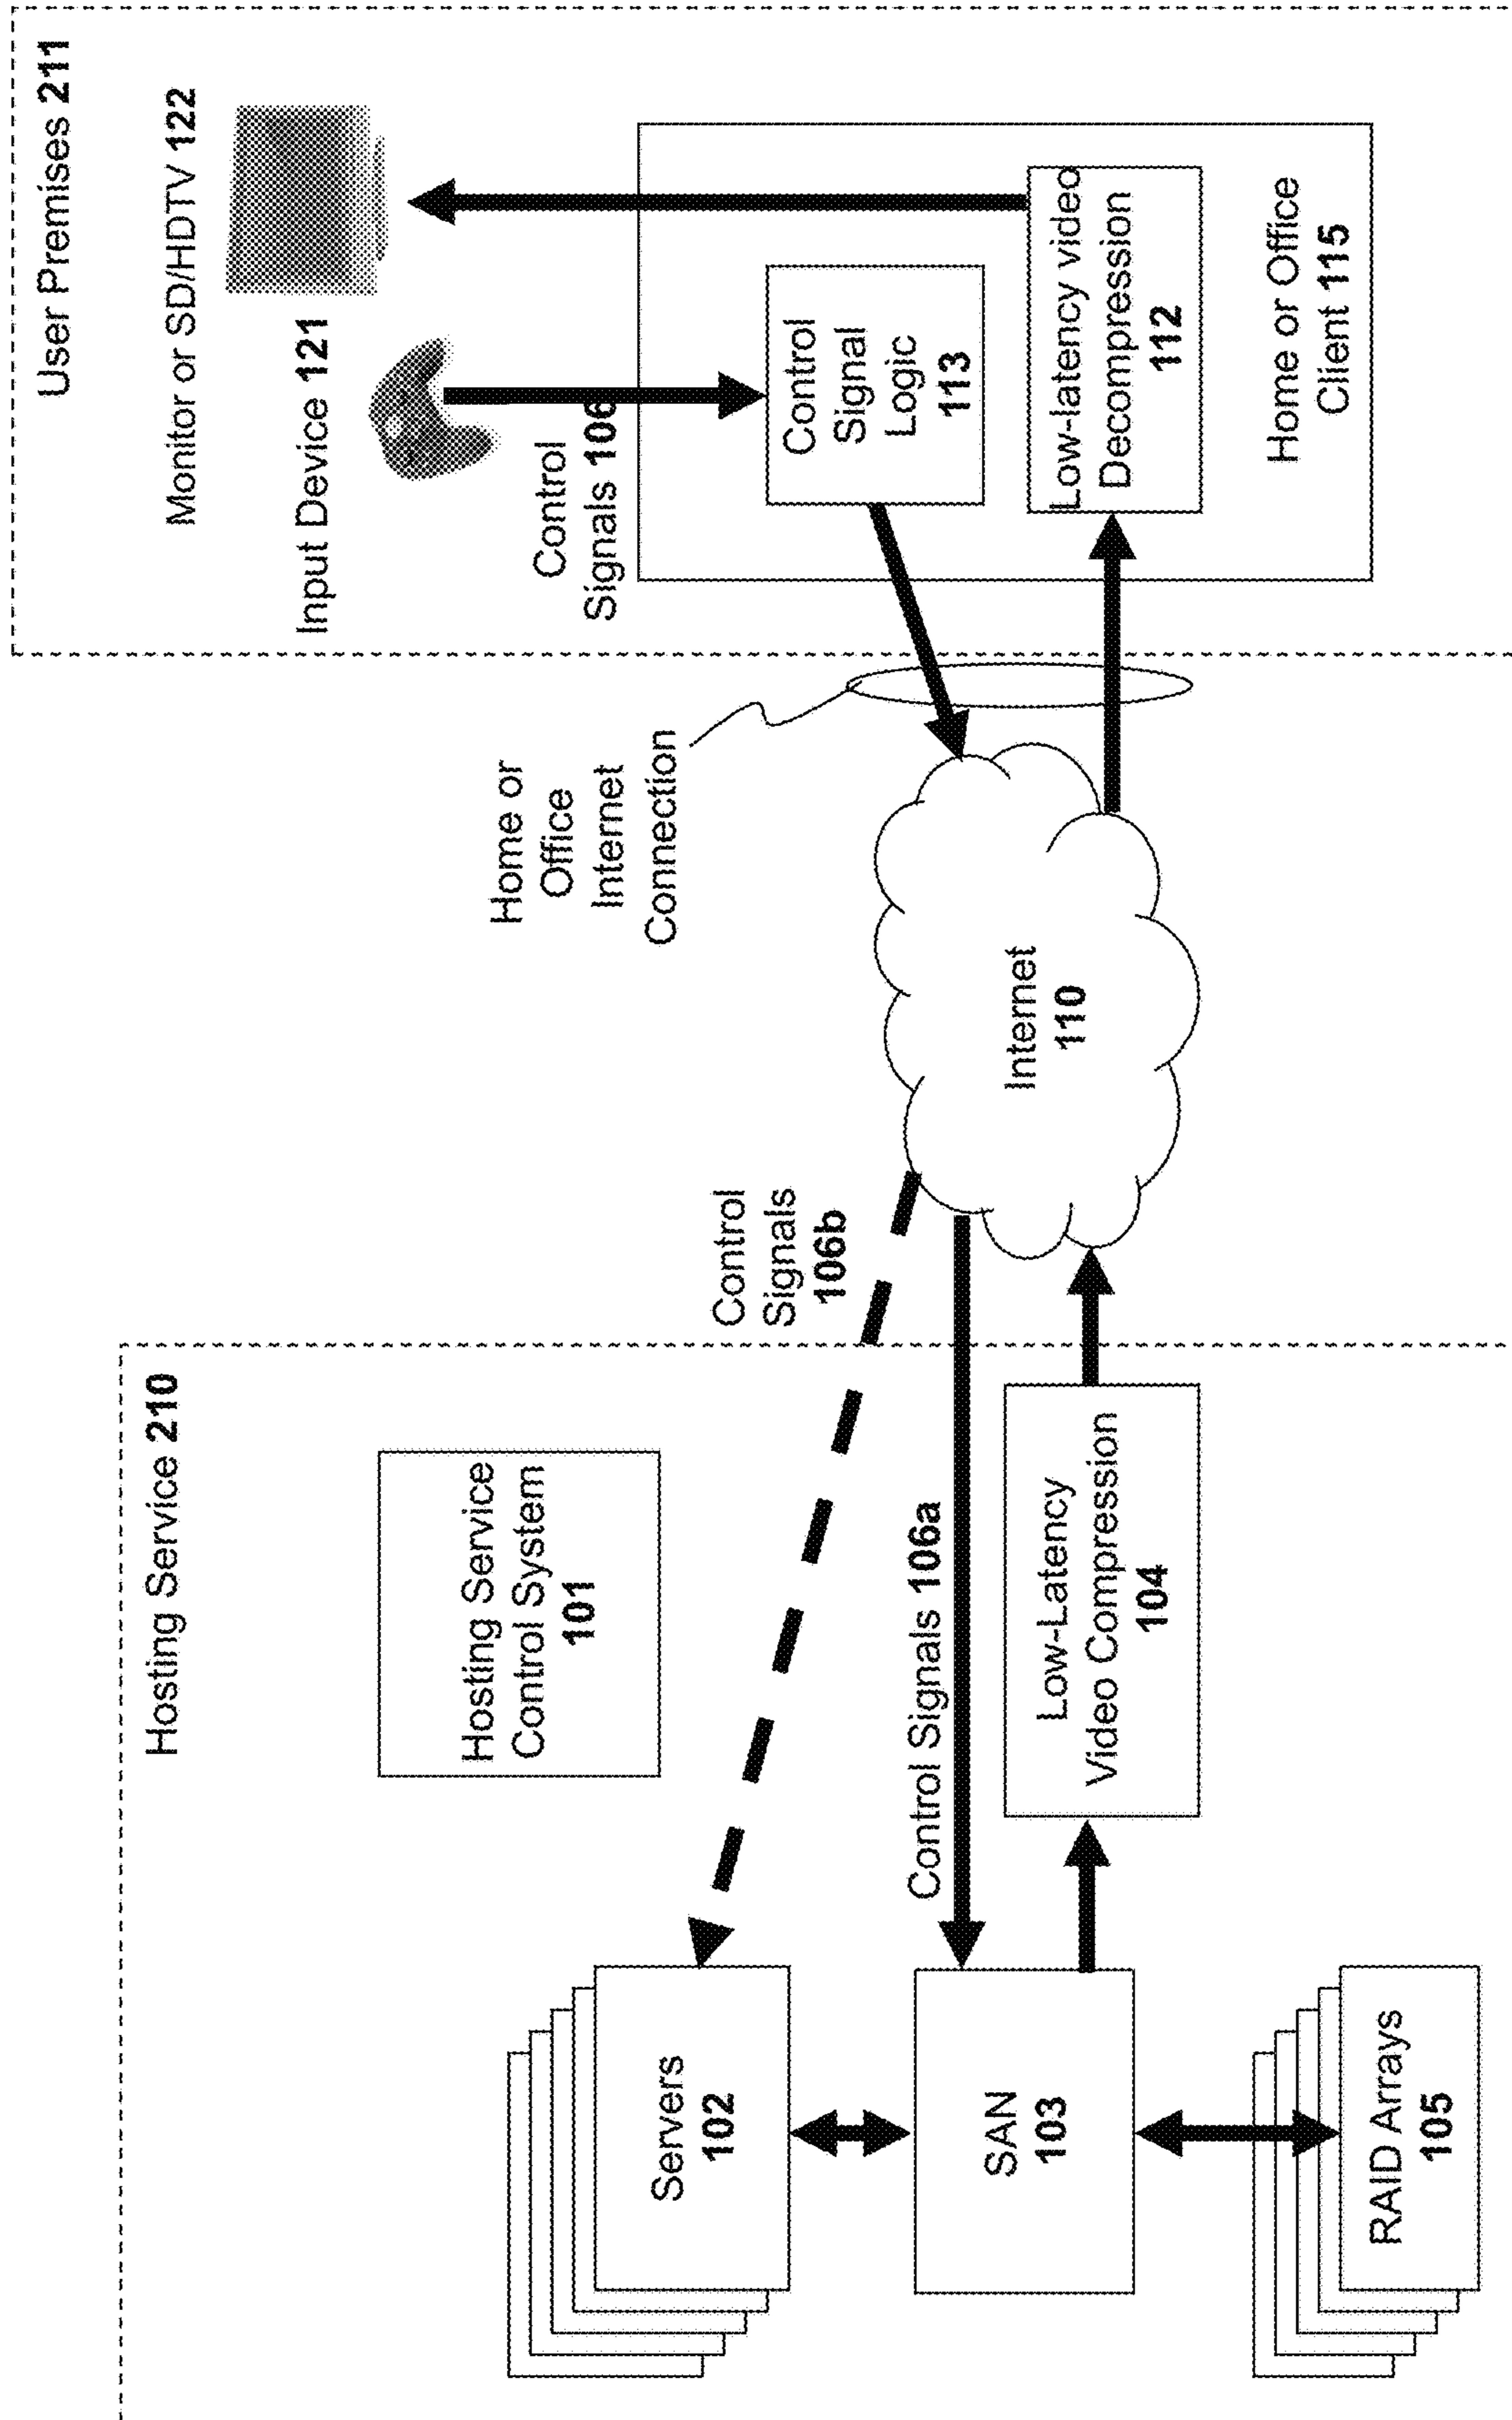 Hosting Service 210
Hosting Service
Control System
101
Servers
102
SAN
103
RAID Arrays
105
Control Signals 106a
Low-Latency
Video Compression
104
Control
Signals
106b
Internet
110
Home or
Office
Internet
Connection
User Premises 211
Monitor or SD/HDTV 122
Input Device 121
Control
Signals 106
Control
Signal
Logic
113
Low-latency video
Decompression
112
Home or Office
Client 115